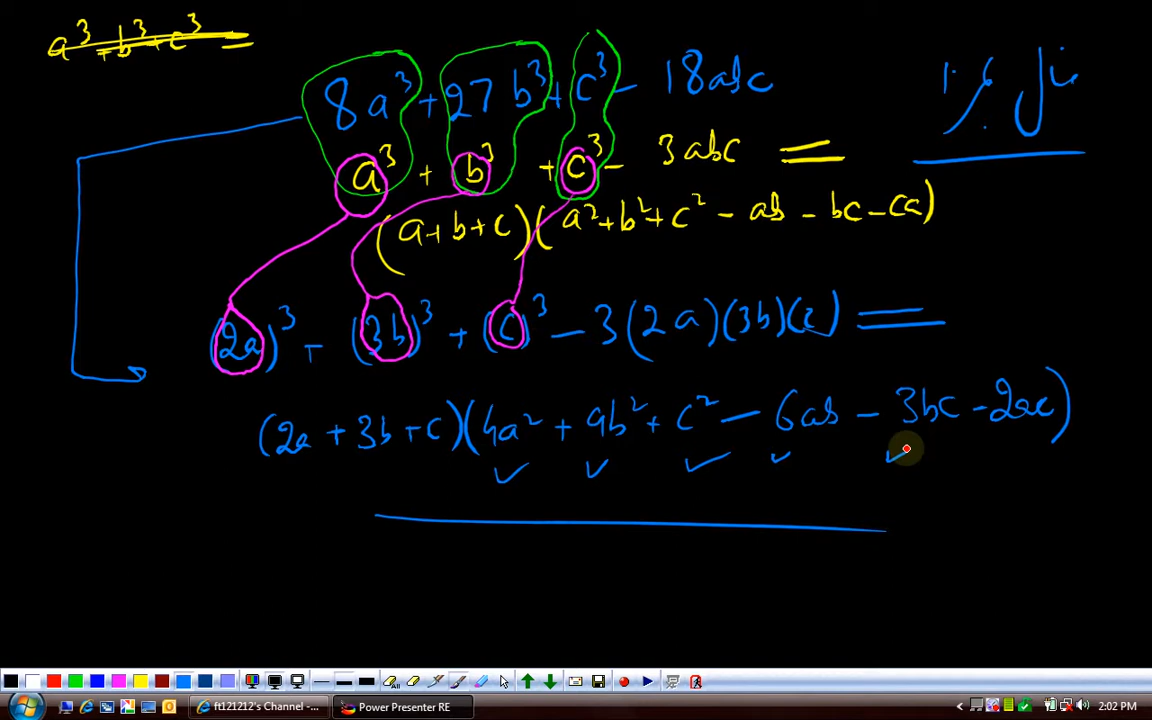 a³+b³+c³ =
8a³ + 27b³ + c³ - 18abc
a³ + b³ + c³ - 3abc =
(a+b+c)(a²+b²+c² - ab - bc - ca)
(2a)³ + (3b)³ + (c)³ - 3(2a)(3b)(c) =
(2a + 3b + c)(4a² + 9b² + c² - 6ab - 3bc - 2ac)
ft121212's Channel - ...
Power Presenter RE
2:02 PM